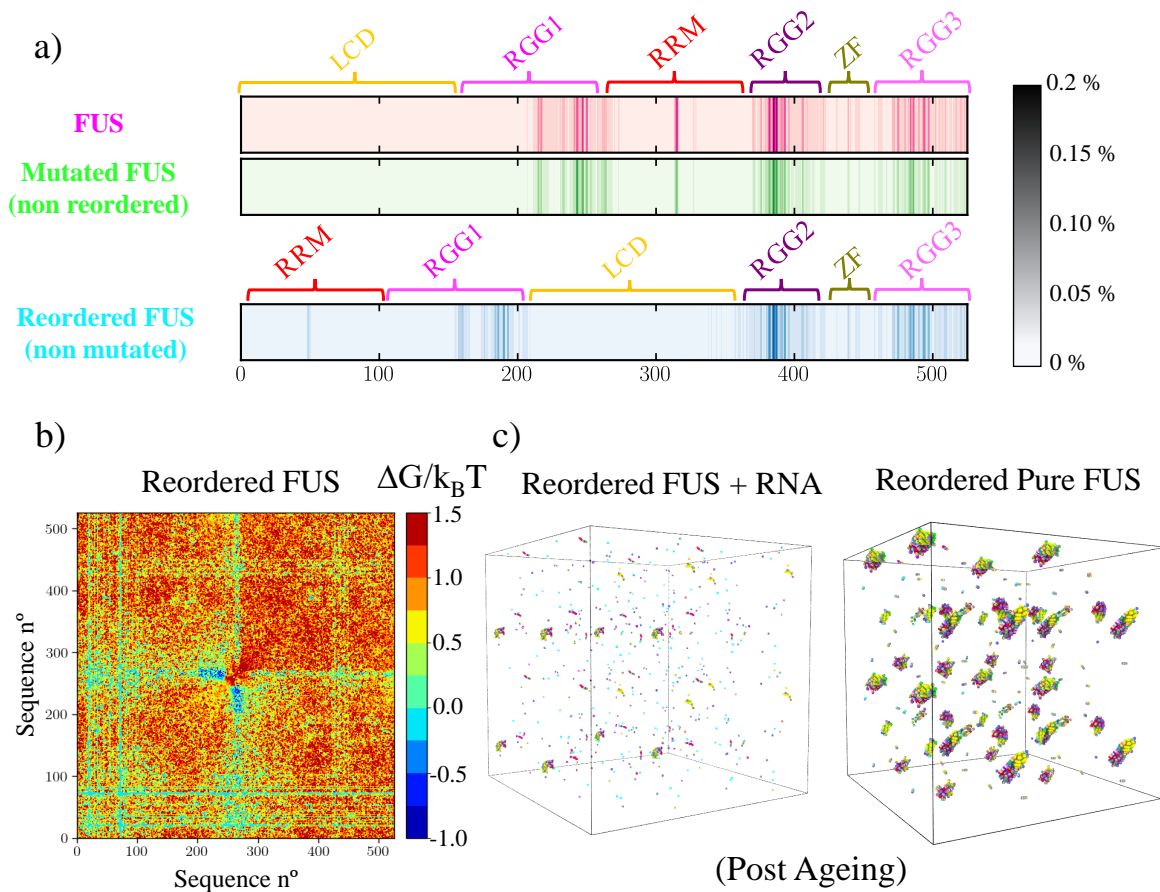 a)
LCD RGG1 RRM RGG2 ZF RGG3
FUS
Mutated FUS
(non reordered)
0.2 %
0.15 %
0.10 %
0.05 %
0 %
RRM RGG1 LCD RGG2 ZF RGG3
Reordered FUS
(non mutated)
0 100 200 300 400 500
b)
Reordered FUS
ΔG/k_BT
1.5
1.0
0.5
0.0
-0.5
-1.0
Sequence nº
500
400
300
200
100
0
0 100 200 300 400 500
Sequence nº
c)
Reordered FUS + RNA
Reordered Pure FUS
(Post Ageing)